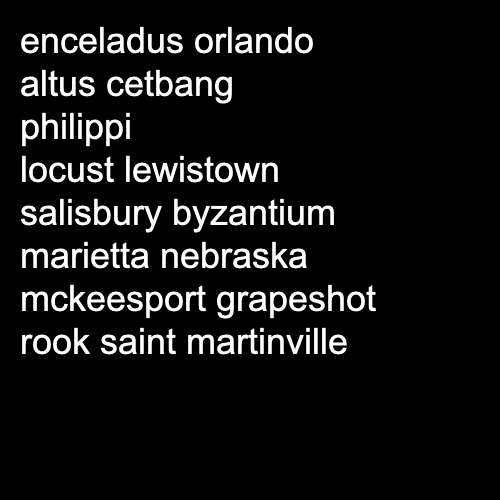 enceladus orlando
altus cetbang
philippi
locust lewistown
salisbury byzantium
marietta nebraska
mckeesport grapeshot
rook saint martinville